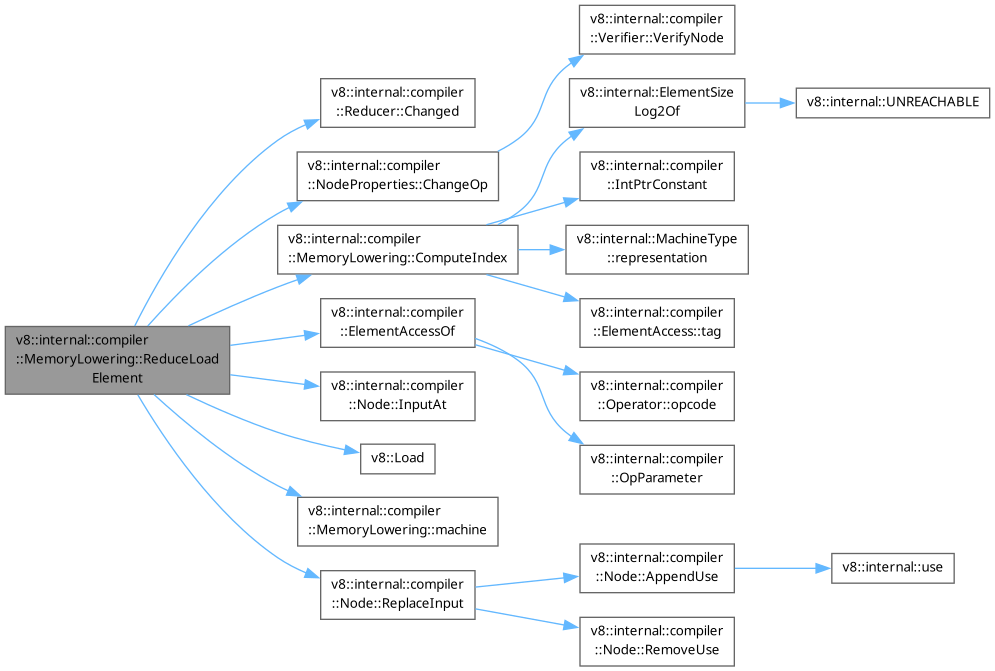 v8::internal::compiler
::MemoryLowering::ReduceLoad
Element
v8::internal::compiler
::Reducer::Changed
v8::internal::compiler
::NodeProperties::ChangeOp
v8::internal::compiler
::Verifier::VerifyNode
v8::internal::compiler
::MemoryLowering::ComputeIndex
v8::internal::ElementSize
Log2Of
v8::internal::UNREACHABLE
v8::internal::compiler
::IntPtrConstant
v8::internal::MachineType
::representation
v8::internal::compiler
::ElementAccess::tag
v8::internal::compiler
::ElementAccessOf
v8::internal::compiler
::Operator::opcode
v8::internal::compiler
::OpParameter
v8::internal::compiler
::Node::InputAt
v8::Load
v8::internal::compiler
::MemoryLowering::machine
v8::internal::compiler
::Node::ReplaceInput
v8::internal::compiler
::Node::AppendUse
v8::internal::use
v8::internal::compiler
::Node::RemoveUse